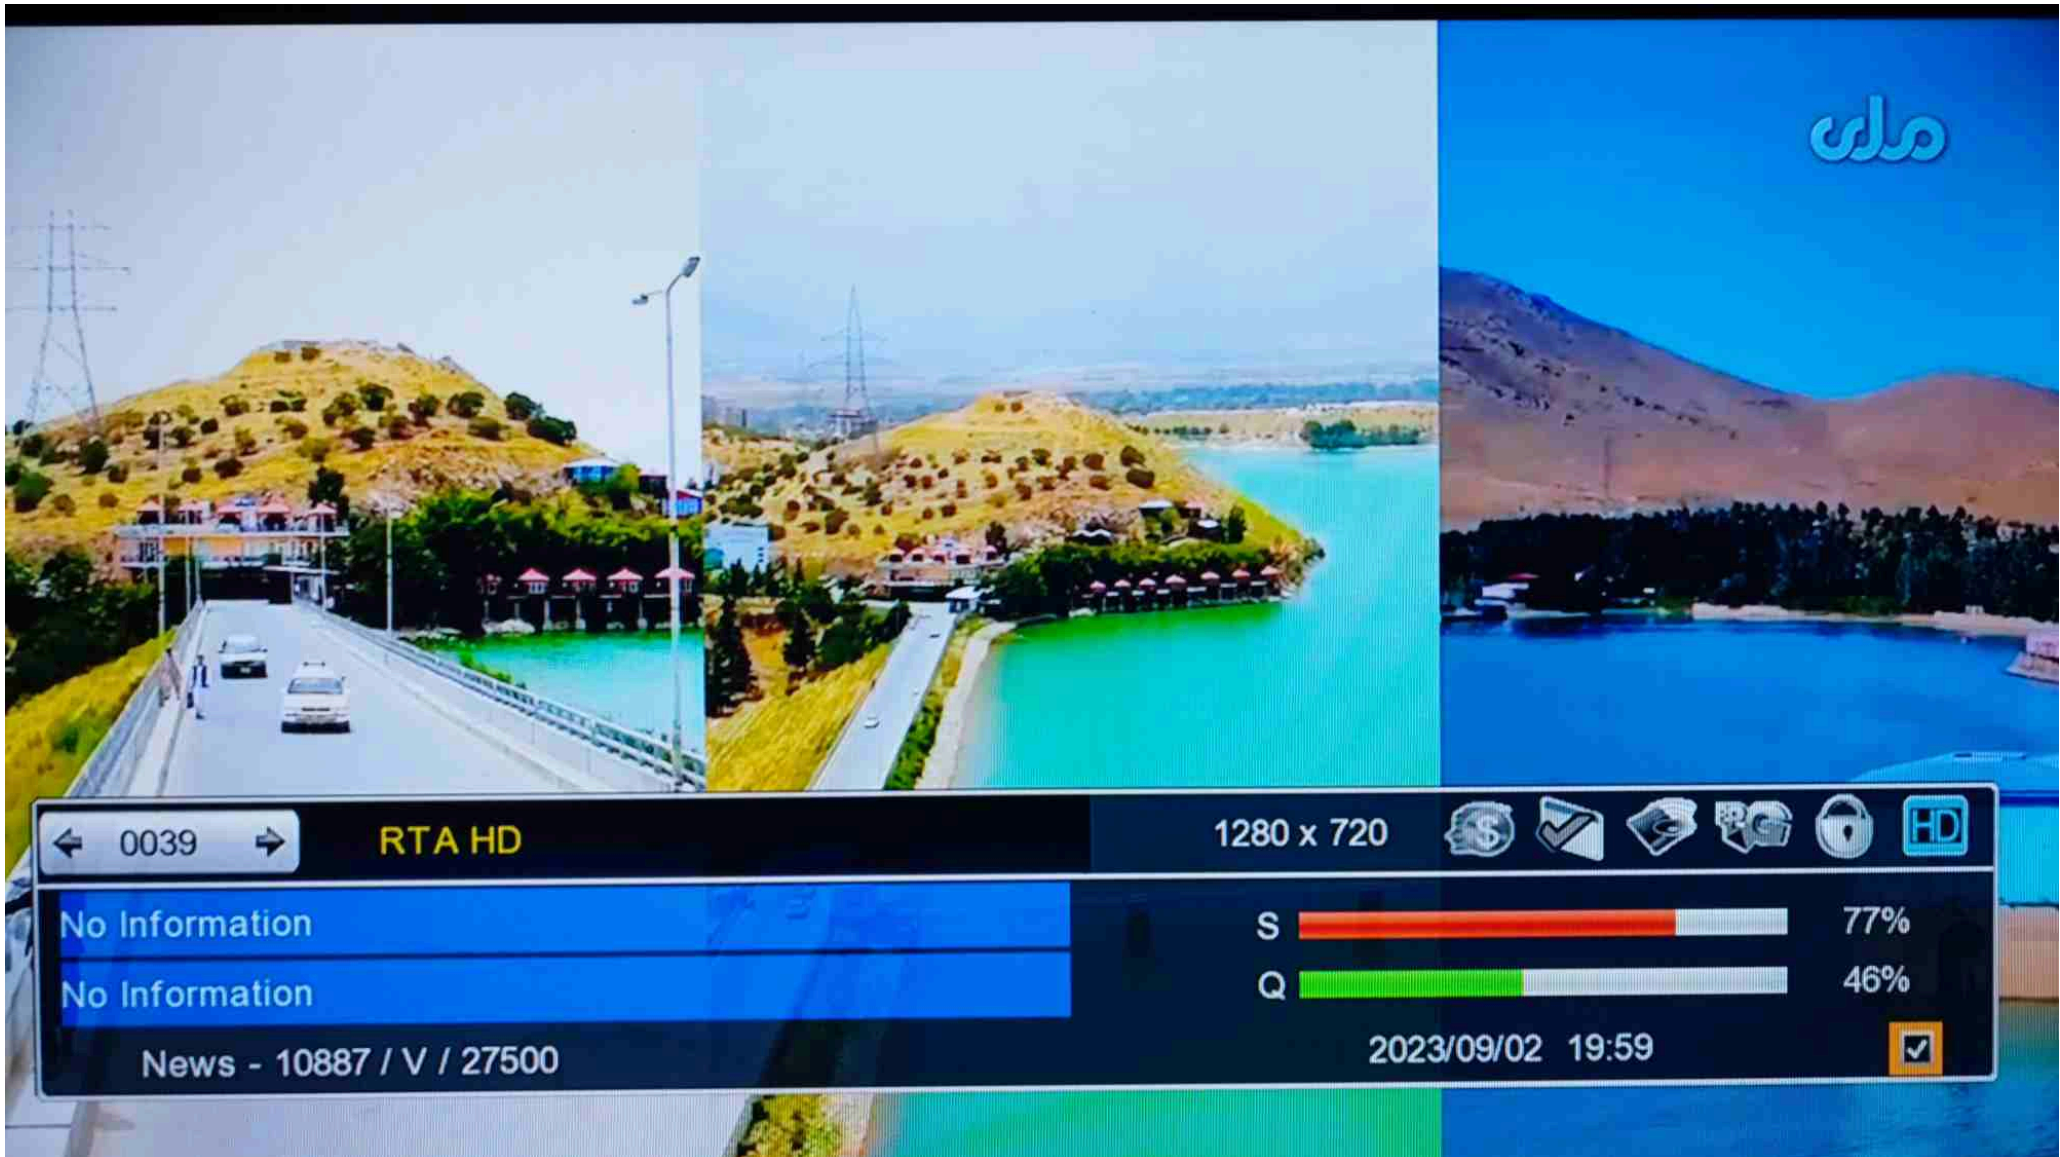 ملی
0039
RTA HD
1280 x 720
$
HD
No Information
S
77%
No Information
Q
46%
News - 10887 / V / 27500
2023/09/02 19:59